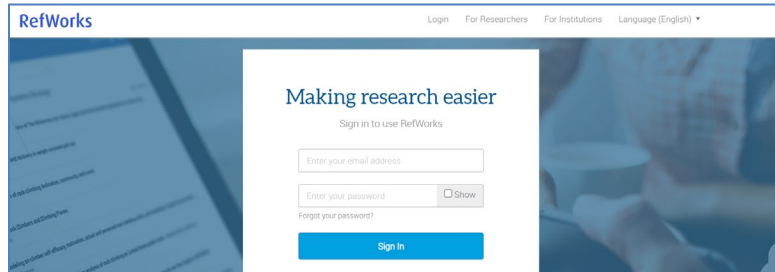 RefWorks
Login For Researchers For Institutions Language (English) ▼
Making research easier
Sign in to use RefWorks
Enter your email address
Enter your password Show
Forgot your password?
Sign In